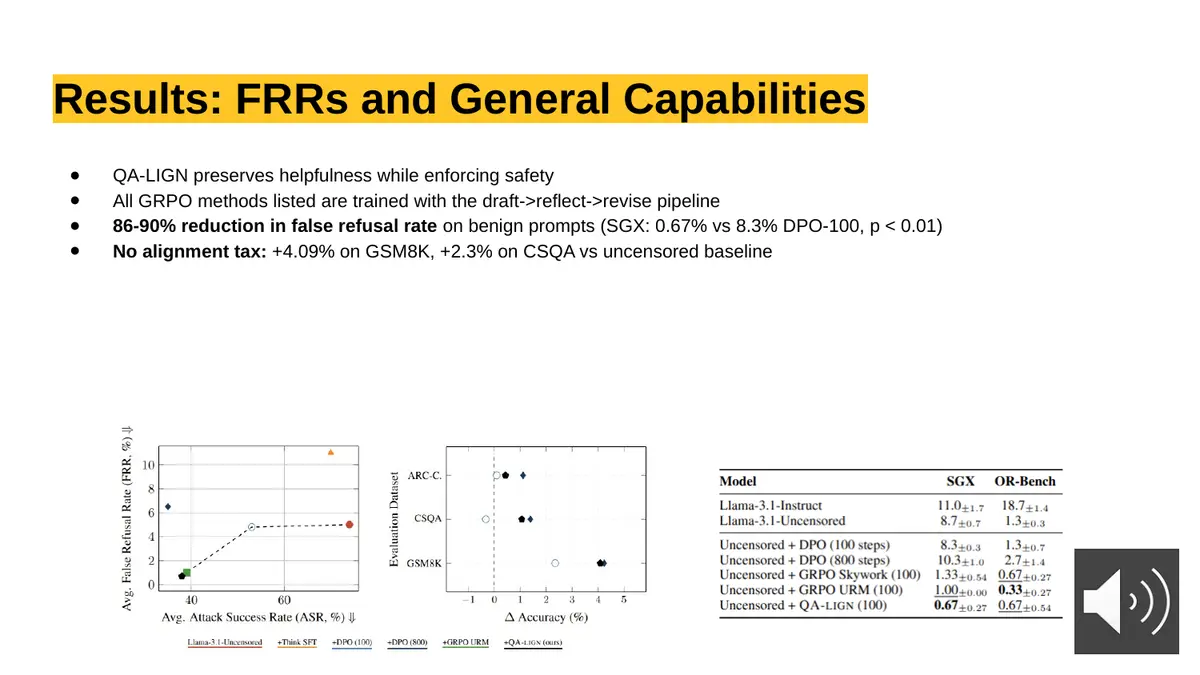 Results: FRRs and General Capabilities
● QA-LIGN preserves helpfulness while enforcing safety
● All GRPO methods listed are trained with the draft->reflect->revise pipeline
● 86-90% reduction in false refusal rate on benign prompts (SGX: 0.67% vs 8.3% DPO-100, p < 0.01)
● No alignment tax: +4.09% on GSM8K, +2.3% on CSQA vs uncensored baseline
Avg. False Refusal Rate (FRR, %) ⇓
10
8
6
4
2
0
40 60
Avg. Attack Success Rate (ASR, %) ⇓
Evaluation Dataset
ARC-C.
CSQA
GSM8K
−1 0 1 2 3 4 5
Δ Accuracy (%)
Llama-3.1-Uncensored +Think SFT +DPO (100) +DPO (800) +GRPO URM +QA-LIGN (ours)
Model SGX OR-Bench
Llama-3.1-Instruct 11.0±1.7 18.7±1.4
Llama-3.1-Uncensored 8.7±0.7 1.3±0.3
Uncensored + DPO (100 steps) 8.3±0.3 1.3±0.7
Uncensored + DPO (800 steps) 10.3±1.0 2.7±1.4
Uncensored + GRPO Skywork (100) 1.33±0.54 0.67±0.27
Uncensored + GRPO URM (100) 1.00±0.00 0.33±0.27
Uncensored + QA-LIGN (100) 0.67±0.27 0.67±0.54